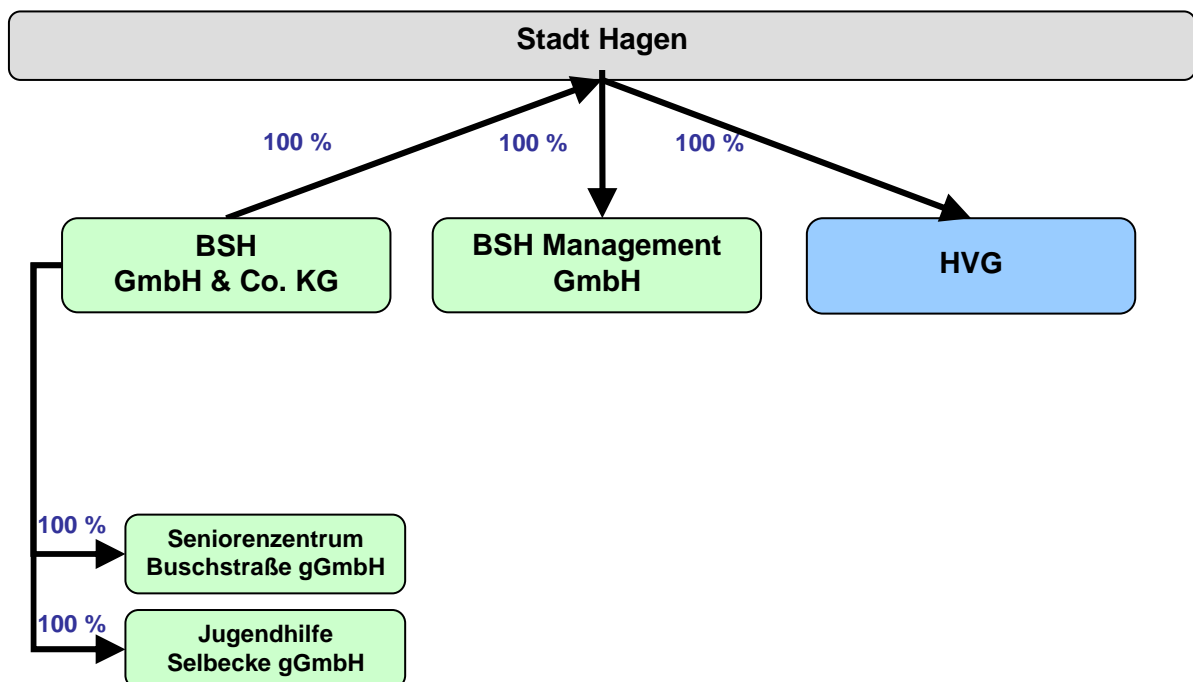 Stadt Hagen
100 %
100 %
100 %
BSH
GmbH & Co. KG
BSH Management
GmbH
HVG
100 %
Seniorenzentrum
Buschstraße gGmbH
100 %
Jugendhilfe
Selbecke gGmbH